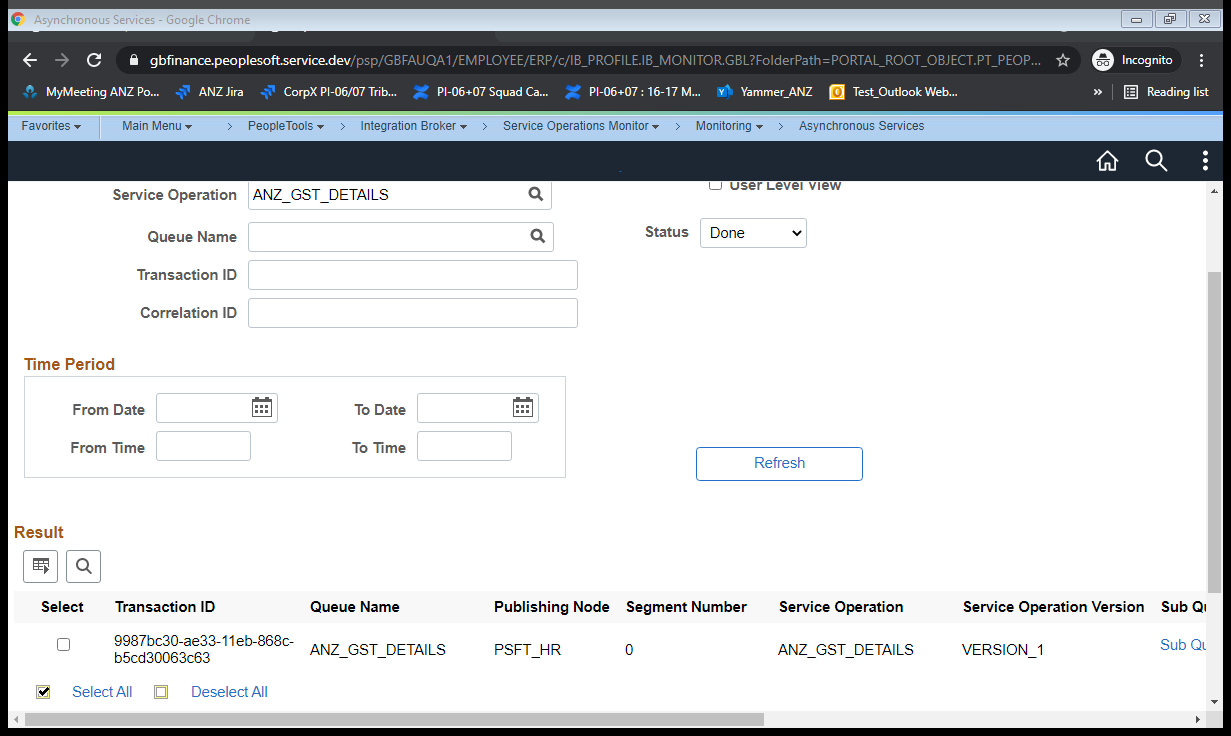 Asynchronous Services - Google Chrome
gbfinance.peoplesoft.service.dev/psp/GBFAUQA1/EMPLOYEE/ERP/c/IB_PROFILE.IB_MONITOR.GBL?FolderPath=PORTAL_ROOT_OBJECT.PT_PEOP... Incognito
MyMeeting ANZ Po... ANZ Jira CorpX PI-06/07 Trib... PI-06+07 Squad Ca... PI-06+07 : 16-17 M... Yammer_ANZ Test_Outlook Web... » Reading list
Favorites Main Menu > PeopleTools > Integration Broker > Service Operations Monitor > Monitoring > Asynchronous Services
Service Operation ANZ_GST_DETAILS User Level View
Queue Name Status Done
Transaction ID
Correlation ID
Time Period
From Date To Date
From Time To Time
Refresh
Result
Select Transaction ID Queue Name Publishing Node Segment Number Service Operation Service Operation Version Sub Qu
9987bc30-ae33-11eb-868c-
b5cd30063c63 ANZ_GST_DETAILS PSFT_HR 0 ANZ_GST_DETAILS VERSION_1 Sub Qu
Select All Deselect All